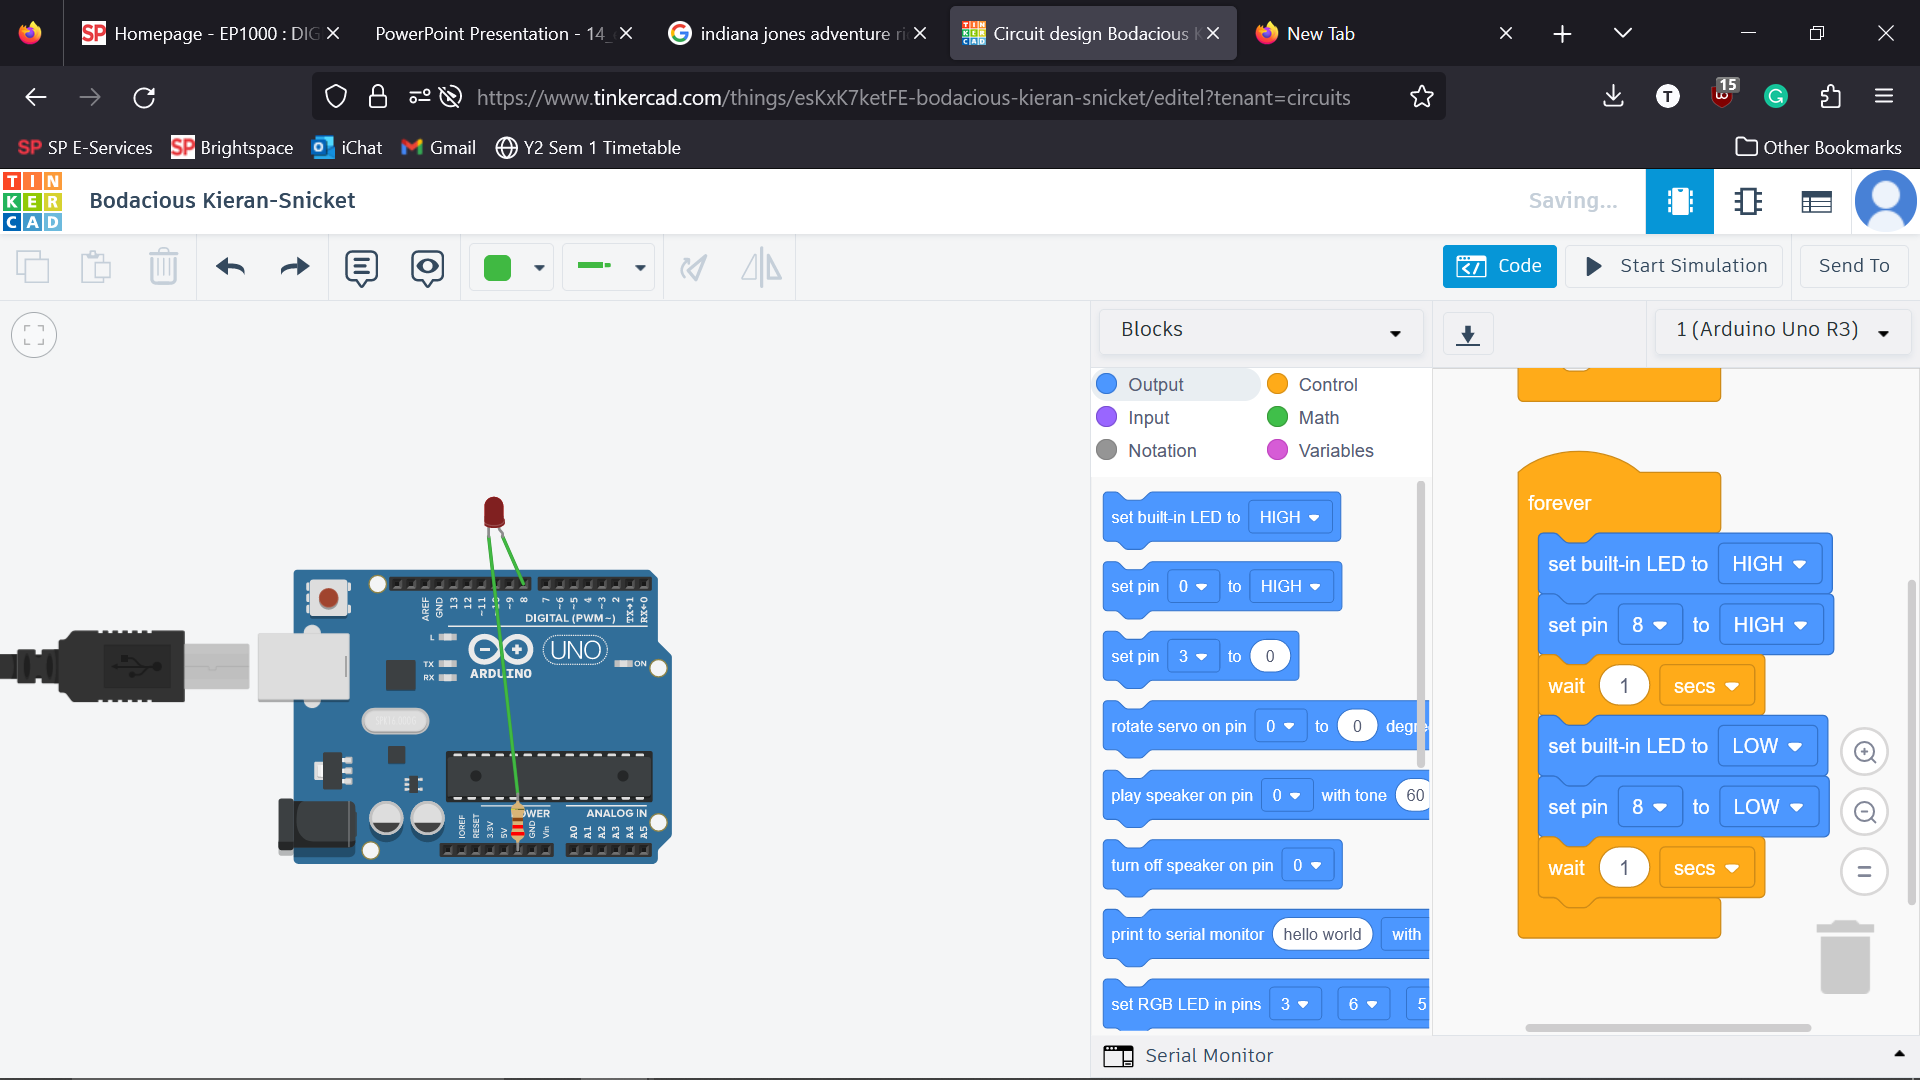 SP Homepage - EP1000 : DIG
PowerPoint Presentation - 14_
indiana jones adventure ri
Circuit design Bodacious K
New Tab
https://www.tinkercad.com/things/esKxK7ketFE-bodacious-kieran-snicket/editel?tenant=circuits
T
15
G
SP SP E-Services
SP Brightspace
iChat
Gmail
Y2 Sem 1 Timetable
Other Bookmarks
TIN
KER
CAD
Bodacious Kieran-Snicket
Saving...
Code
Start Simulation
Send To
Blocks
1 (Arduino Uno R3)
Output
Control
Input
Math
Notation
Variables
set built-in LED to HIGH
set pin 0 to HIGH
set pin 3 to 0
rotate servo on pin 0 to 0 degre
play speaker on pin 0 with tone 60
turn off speaker on pin 0
print to serial monitor hello world with
set RGB LED in pins 3 6 5
forever
set built-in LED to HIGH
set pin 8 to HIGH
wait 1 secs
set built-in LED to LOW
set pin 8 to LOW
wait 1 secs
AREF GND 13 12 ~11 ~9 8 7 ~6 ~5 4 ~3 2 TX→1 RX←0
DIGITAL (PWM~)
L
TX
RX
ARDUINO
UNO
ON
OWER
ANALOG IN
IOREF RESET 3.3V 5V GND Vin A0 A1 A2 A3 A4 A5
Serial Monitor